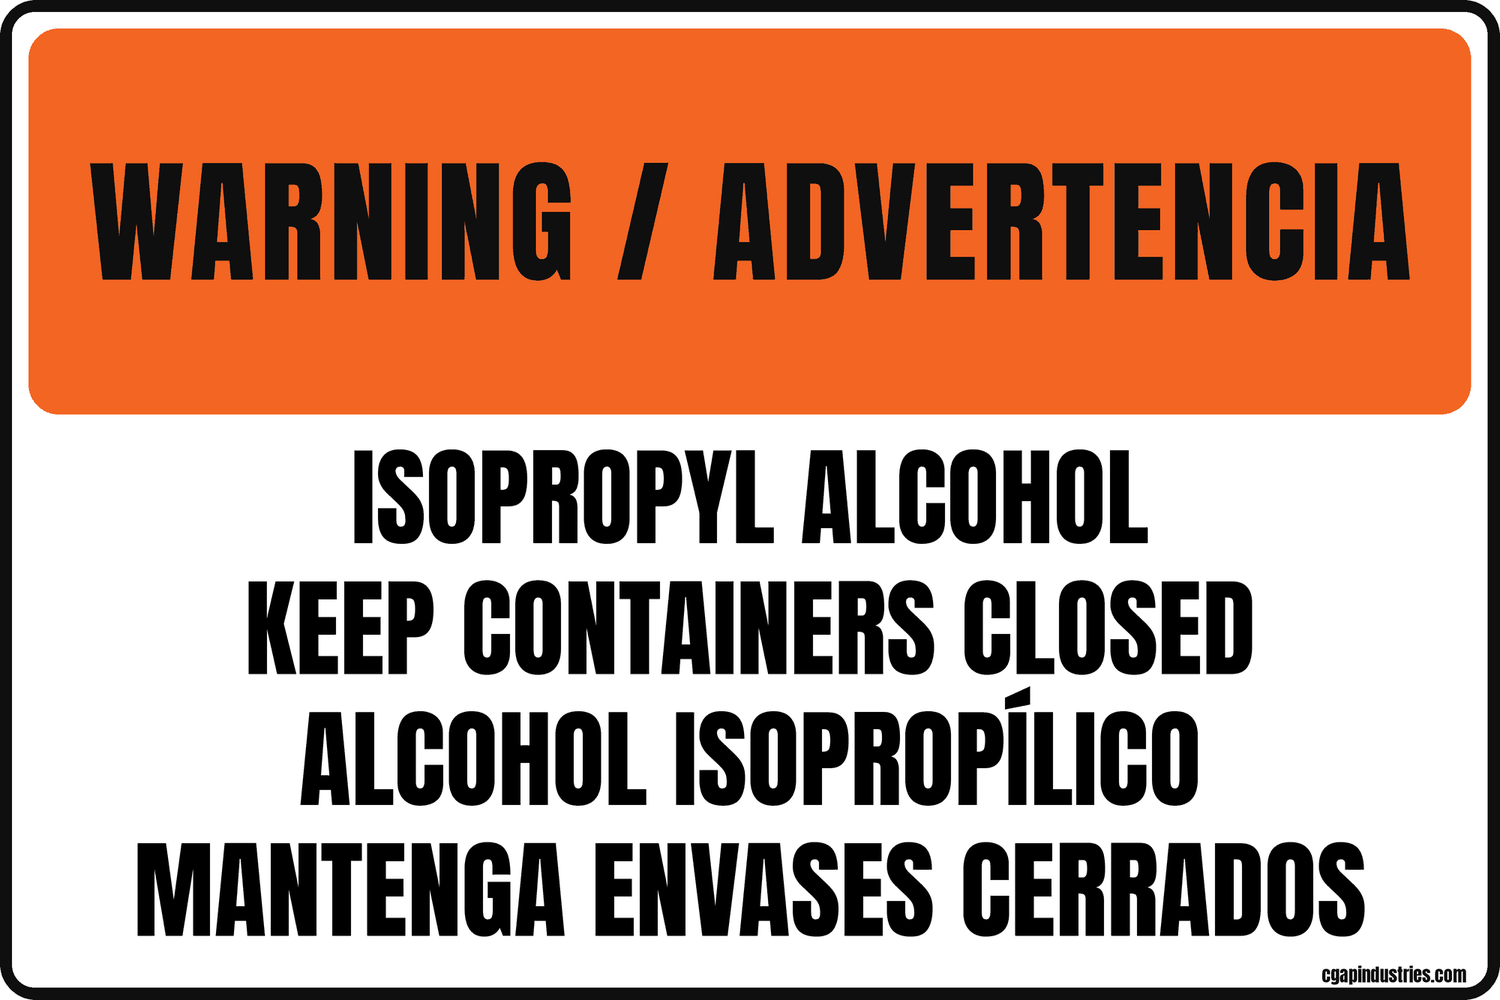 WARNING / ADVERTENCIA
ISOPROPYL ALCOHOL
KEEP CONTAINERS CLOSED
ALCOHOL ISOPROPÍLICO
MANTENGA ENVASES CERRADOS
cgapindustries.com